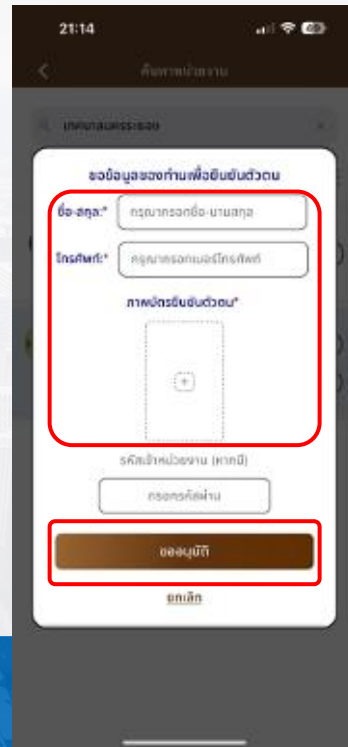 21:14
49
ค้นหาหน่วยงาน
เทศบาลนครระยอง
ขอข้อมูลของท่านเพื่อยืนยันตัวตน
ชื่อ-สกุล:* กรุณากรอกชื่อ-นามสกุล
โทรศัพท์:* กรุณากรอกเบอร์โทรศัพท์
ภาพบัตรยืนยันตัวตน*
+
รหัสเข้าหน่วยงาน (หากมี)
กรอกรหัสผ่าน
ขออนุมัติ
ยกเลิก